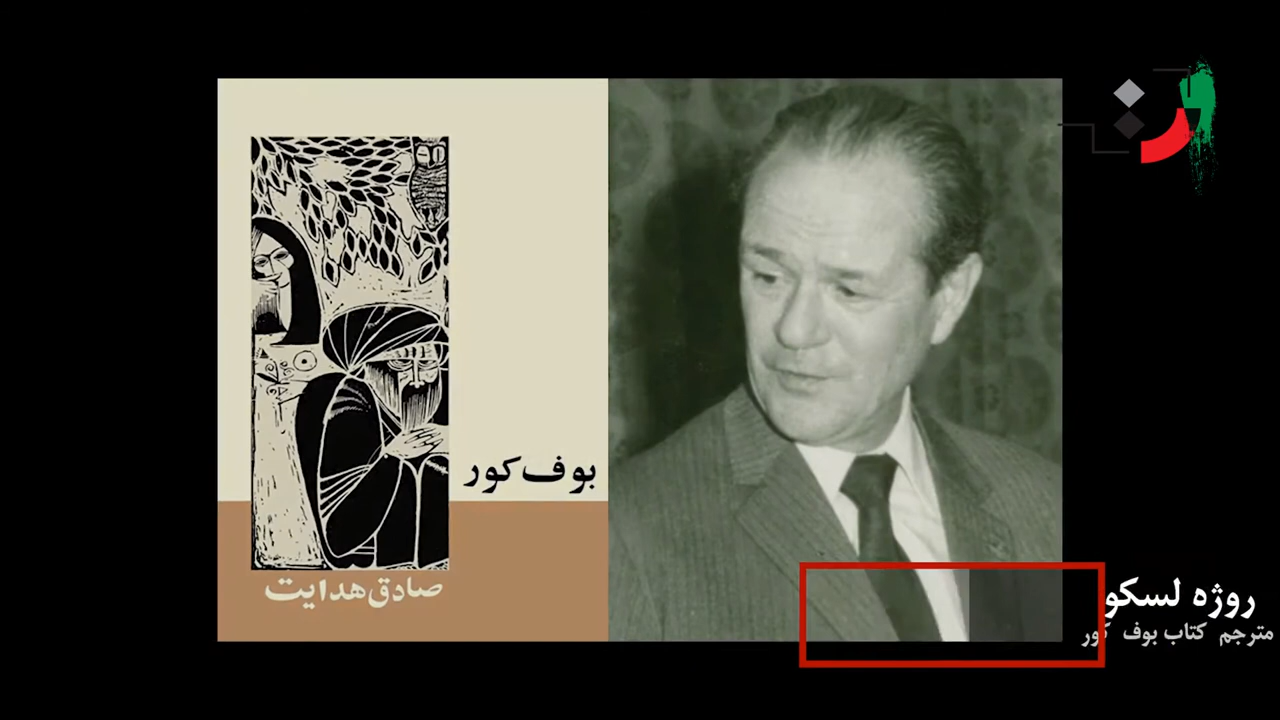 بوف کور
صادق هدایت
روژه لسکو
مترجم کتاب بوف کور